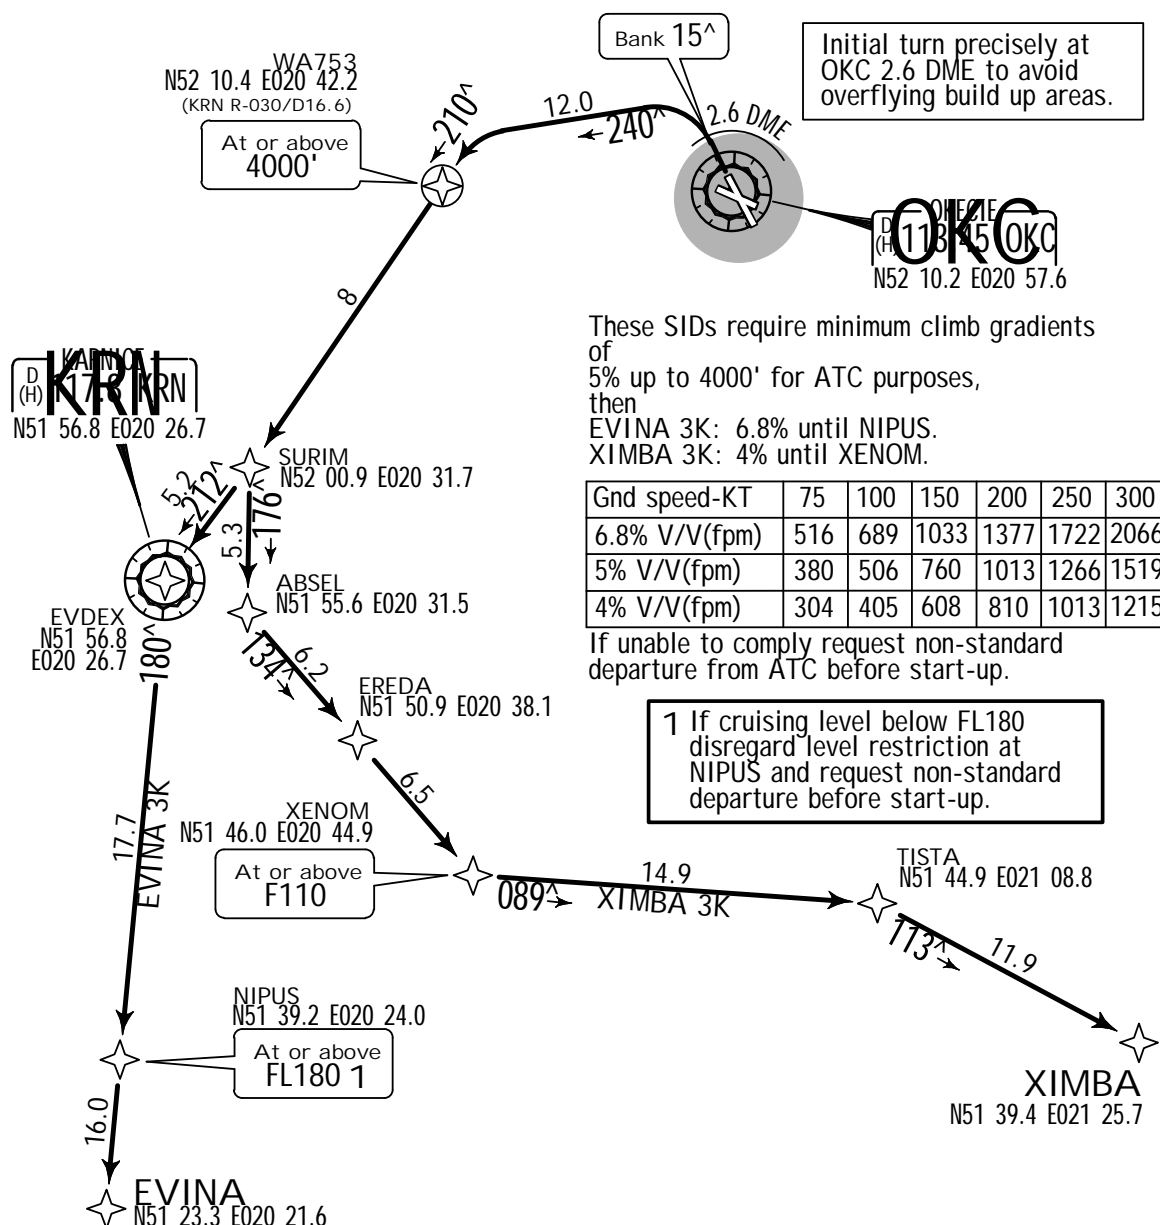 WA753
N52 10.4 E020 42.2
(KRN R-030/D16.6)
At or above
4000'
210^
12.0
240^
Bank 15^
2.6 DME
Initial turn precisely at
OKC 2.6 DME to avoid
overflying build up areas.
OKECIE
D
(H)
113.45 OKC
OKC
N52 10.2 E020 57.6
8
These SIDs require minimum climb gradients
of
5% up to 4000' for ATC purposes,
then
EVINA 3K: 6.8% until NIPUS.
XIMBA 3K: 4% until XENOM.
KARNICE
D
(H)
117.8 KRN
KRN
N51 56.8 E020 26.7
SURIM
N52 00.9 E020 31.7
5.2
212^
5.3
176^
Gnd speed-KT 75 100 150 200 250 300
6.8% V/V(fpm) 516 689 1033 1377 1722 2066
5% V/V(fpm) 380 506 760 1013 1266 1519
4% V/V(fpm) 304 405 608 810 1013 1215
If unable to comply request non-standard
departure from ATC before start-up.
ABSEL
N51 55.6 E020 31.5
EVDEX
N51 56.8
E020 26.7
180^
134^
6.2
EREDA
N51 50.9 E020 38.1
1 If cruising level below FL180
disregard level restriction at
NIPUS and request non-standard
departure before start-up.
6.5
17.7
EVINA 3K
XENOM
N51 46.0 E020 44.9
At or above
F110
089^
14.9
XIMBA 3K
TISTA
N51 44.9 E021 08.8
113^
11.9
NIPUS
N51 39.2 E020 24.0
At or above
FL180 1
16.0
XIMBA
N51 39.4 E021 25.7
EVINA
N51 23.3 E020 21.6